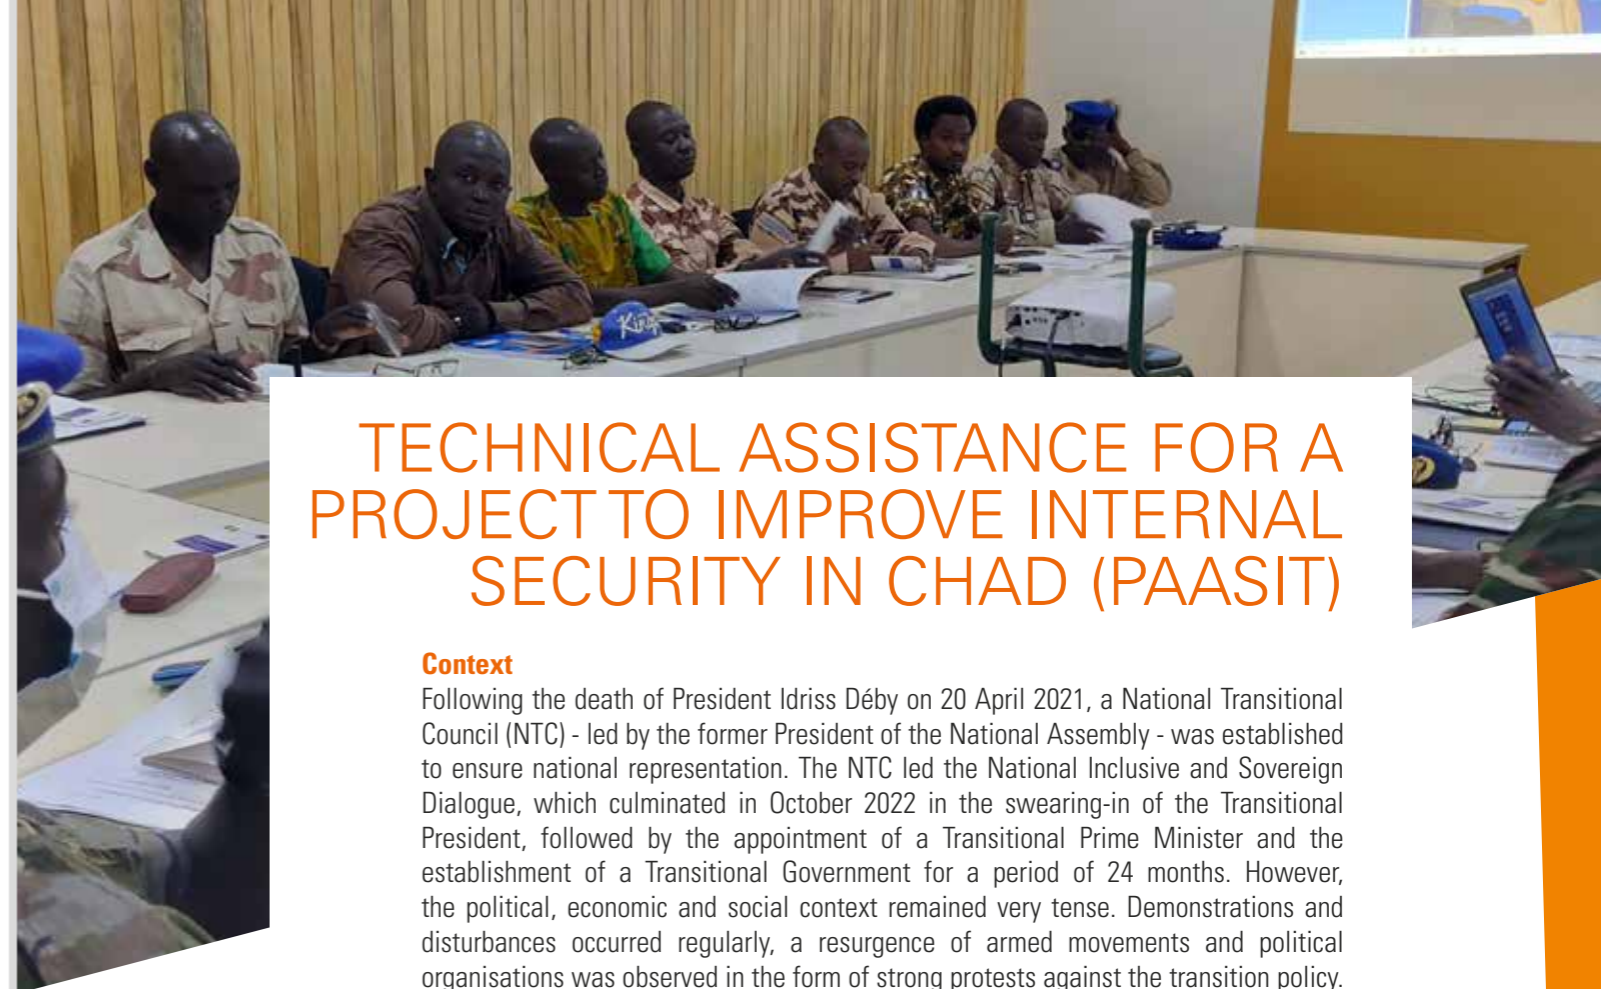 King
TECHNICAL ASSISTANCE FOR A
PROJECT TO IMPROVE INTERNAL
SECURITY IN CHAD (PAASIT)
Context
Following the death of President Idriss Déby on 20 April 2021, a National Transitional
Council (NTC) - led by the former President of the National Assembly - was established
to ensure national representation. The NTC led the National Inclusive and Sovereign
Dialogue, which culminated in October 2022 in the swearing-in of the Transitional
President, followed by the appointment of a Transitional Prime Minister and the
establishment of a Transitional Government for a period of 24 months. However,
the political, economic and social context remained very tense. Demonstrations and
disturbances occurred regularly, a resurgence of armed movements and political
organisations was observed in the form of strong protests against the transition policy.